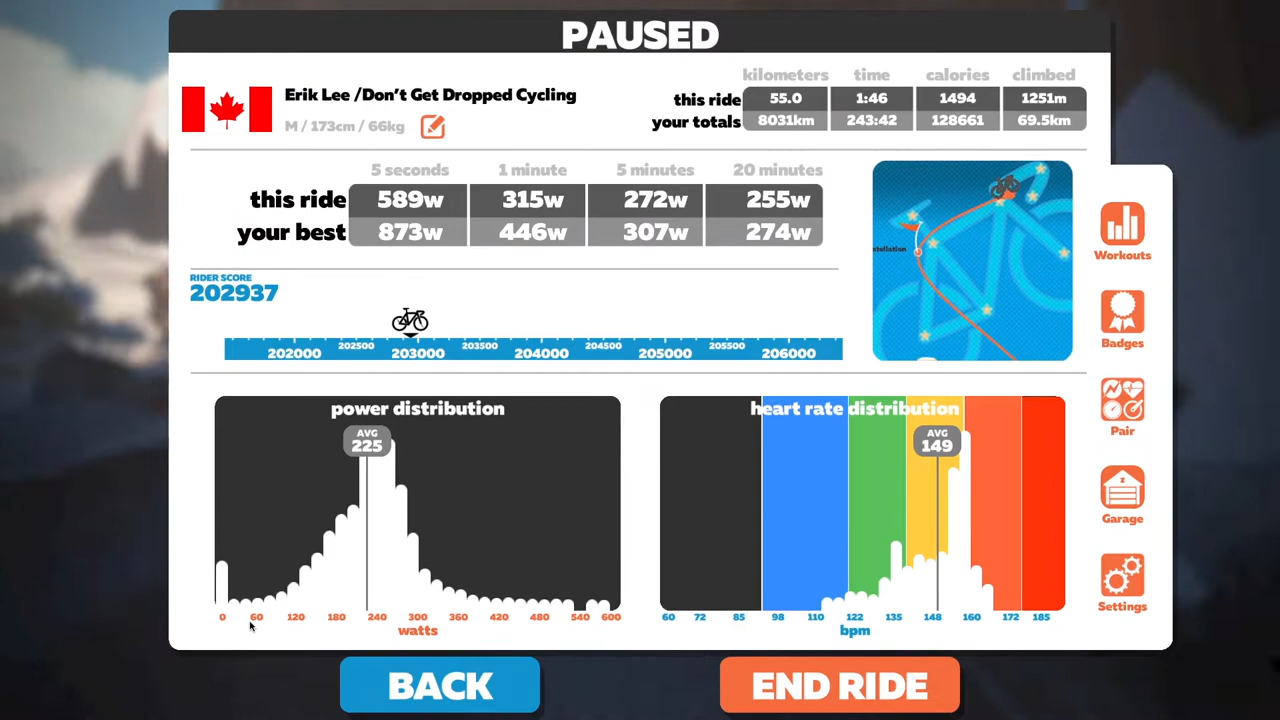 PAUSED
Erik Lee /Don't Get Dropped Cycling
M / 173cm / 66kg
kilometers time calories climbed
this ride 55.0 1:46 1494 1251m
your totals 8031km 243:42 128661 69.5km
5 seconds 1 minute 5 minutes 20 minutes
this ride 589w 315w 272w 255w
your best 873w 446w 307w 274w
RIDER SCORE
202937
202000 202500 203000 203500 204000 204500 205000 205500 206000
power distribution
AVG
225
0 60 120 180 240 300 360 420 480 540 600
watts
heart rate distribution
AVG
149
60 72 85 98 110 122 135 148 160 172 185
bpm
Workouts
Badges
Pair
Garage
Settings
BACK
END RIDE